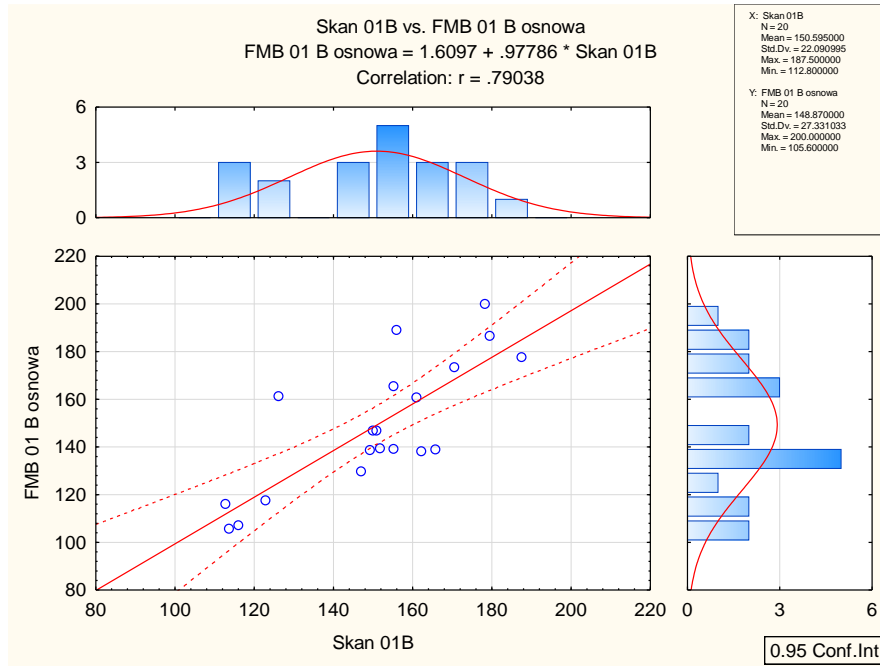 Skan 01B vs. FMB 01 B osnowa
FMB 01 B osnowa = 1.6097 + .97786 * Skan 01B
Correlation: r = .79038
X: Skan 01B
N = 20
Mean = 150.595000
Std.Dv. = 22.090995
Max. = 187.500000
Min. = 112.800000
Y: FMB 01 B osnowa
N = 20
Mean = 148.870000
Std.Dv. = 27.331033
Max. = 200.000000
Min. = 105.600000
6
3
0
220
200
180
160
140
120
100
80
FMB 01 B osnowa
80 100 120 140 160 180 200 220
Skan 01B
0 3 6
0.95 Conf.Int